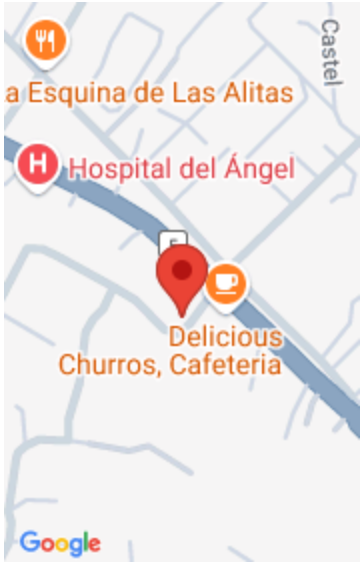 Castel
a Esquina de Las Alitas
H
Hospital del Ángel
Delicious
Churros, Cafeteria
Google